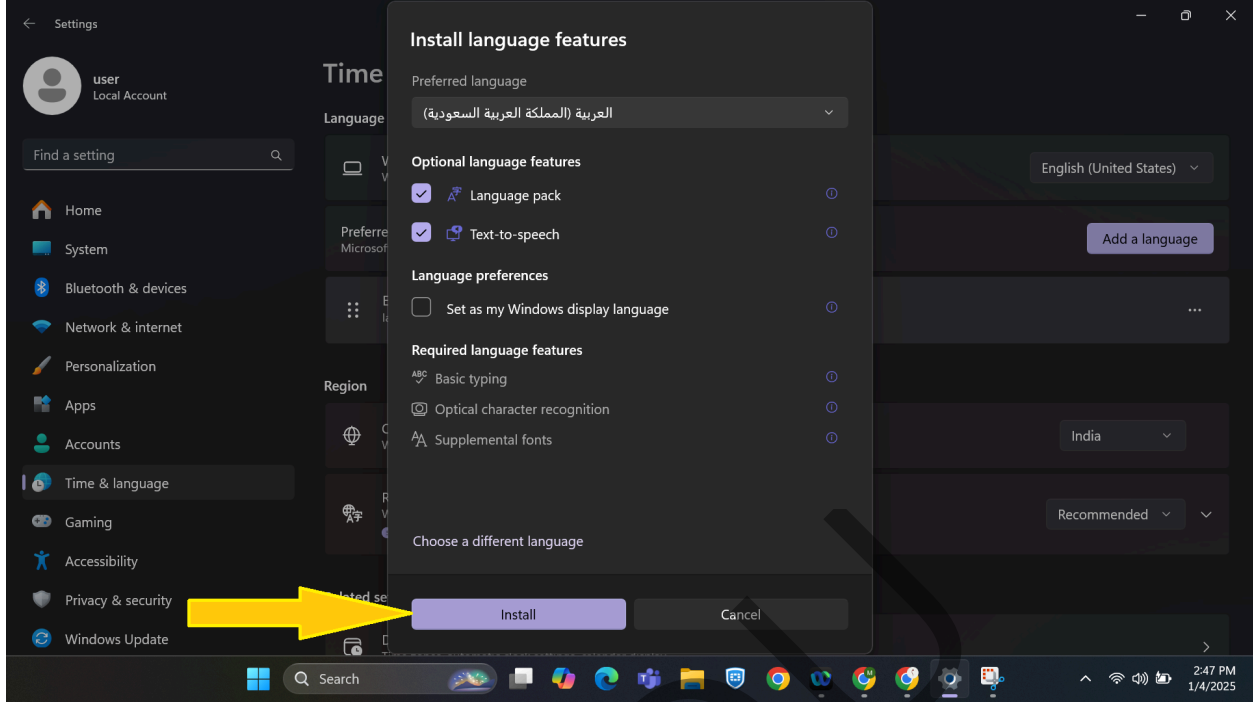 Settings
user
Local Account
Find a setting
Home
System
Bluetooth & devices
Network & internet
Personalization
Apps
Accounts
Time & language
Gaming
Accessibility
Privacy & security
Windows Update
Time
Language
English (United States)
Preferre
Microsof
Add a language
Region
India
Recommended
Install language features
Preferred language
العربية (المملكة العربية السعودية)
Optional language features
Language pack
Text-to-speech
Language preferences
Set as my Windows display language
Required language features
Basic typing
Optical character recognition
Supplemental fonts
Choose a different language
Install
Cancel
Search
2:47 PM
1/4/2025